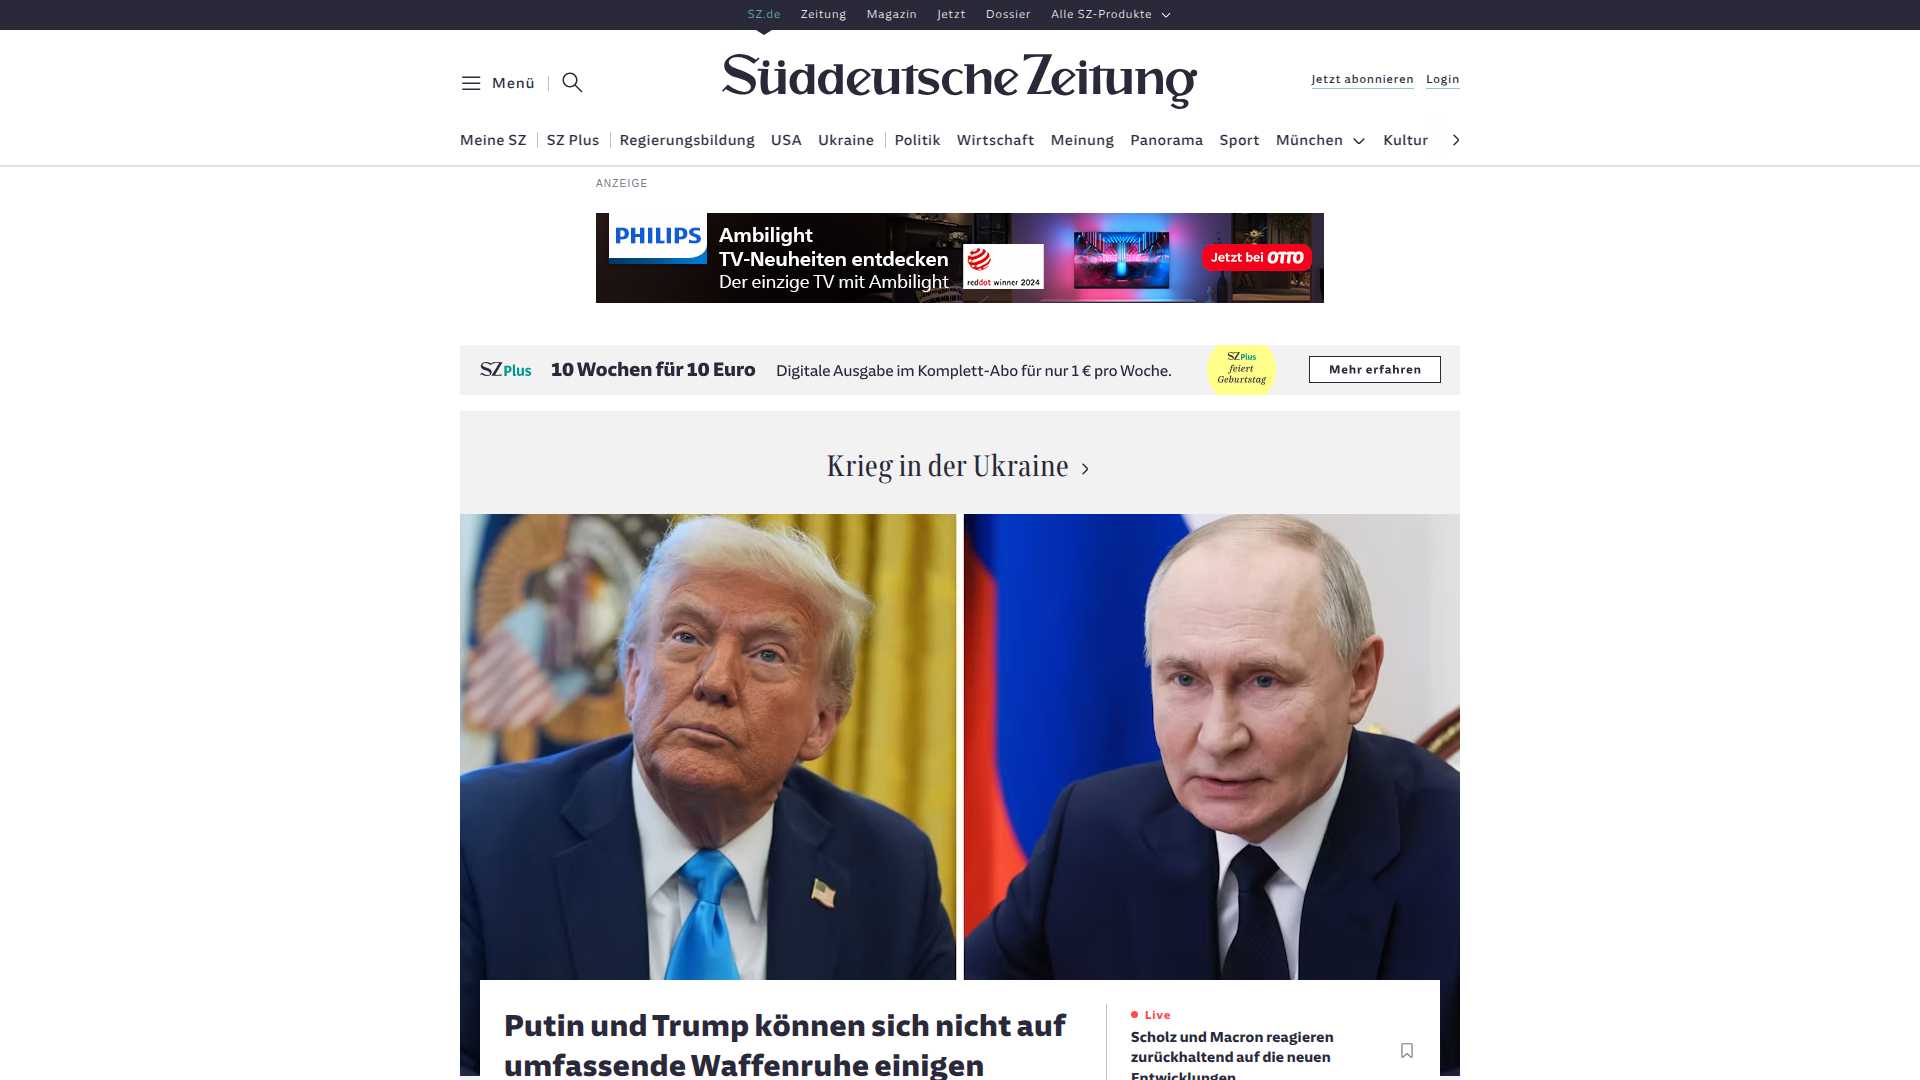 SZ.de Zeitung Magazin Jetzt Dossier Alle SZ-Produkte
Menü
Süddeutsche Zeitung
Jetzt abonnieren Login
Meine SZ SZ Plus Regierungsbildung USA Ukraine Politik Wirtschaft Meinung Panorama Sport München Kultur
ANZEIGE
PHILIPS
Ambilight
TV-Neuheiten entdecken
Der einzige TV mit Ambilight
reddot winner 2024
Jetzt bei OTTO
SZ Plus 10 Wochen für 10 Euro Digitale Ausgabe im Komplett-Abo für nur 1 € pro Woche.
SZ Plus
feiert
Geburtstag
Mehr erfahren
Krieg in der Ukraine
Putin und Trump können sich nicht auf
umfassende Waffenruhe einigen
Live
Scholz und Macron reagieren
zurückhaltend auf die neuen
Entwicklungen